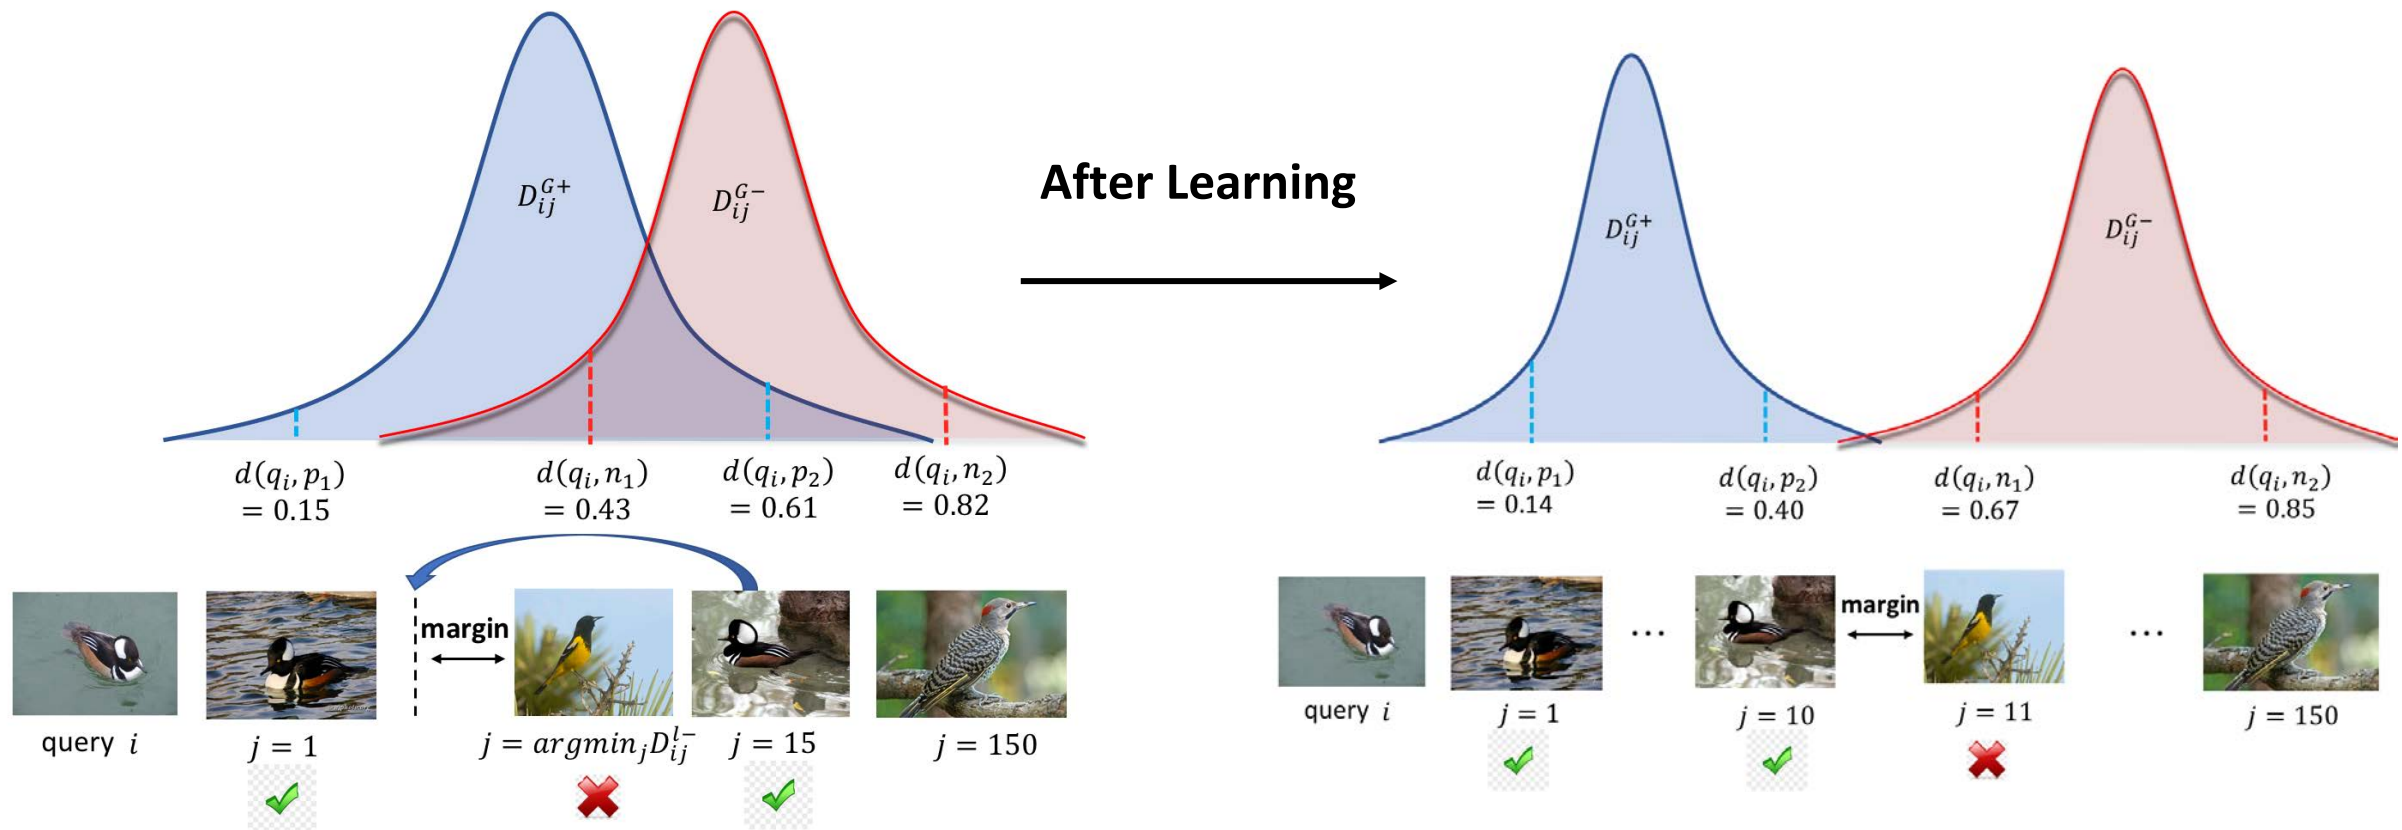 D_{ij}^{G+}
D_{ij}^{G-}
d(q_i, p_1)
= 0.15
d(q_i, n_1)
= 0.43
d(q_i, p_2)
= 0.61
d(q_i, n_2)
= 0.82
margin
query i
j = 1
j = argmin_j D_{ij}^{l-}
j = 15
j = 150
After Learning
D_{ij}^{G+}
D_{ij}^{G-}
d(q_i, p_1)
= 0.14
d(q_i, p_2)
= 0.40
d(q_i, n_1)
= 0.67
d(q_i, n_2)
= 0.85
...
margin
...
query i
j = 1
j = 10
j = 11
j = 150